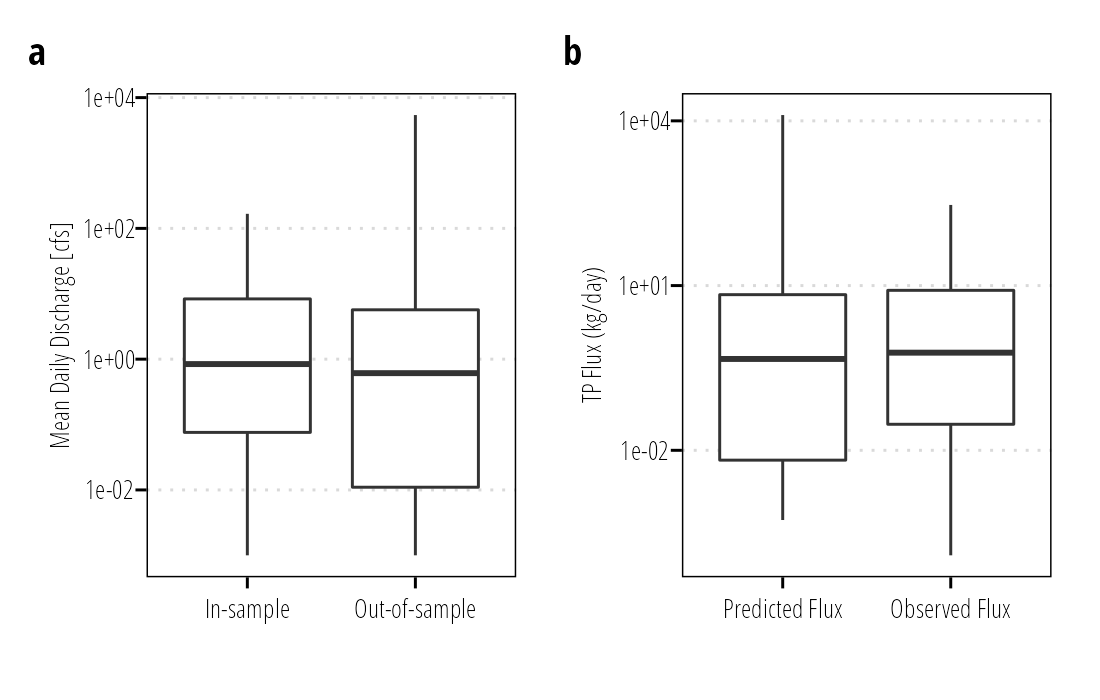 a
1e+04
1e+02
1e+00
1e-02
Mean Daily Discharge [cfs]
In-sample
Out-of-sample
b
1e+04
1e+01
1e-02
TP Flux (kg/day)
Predicted Flux
Observed Flux